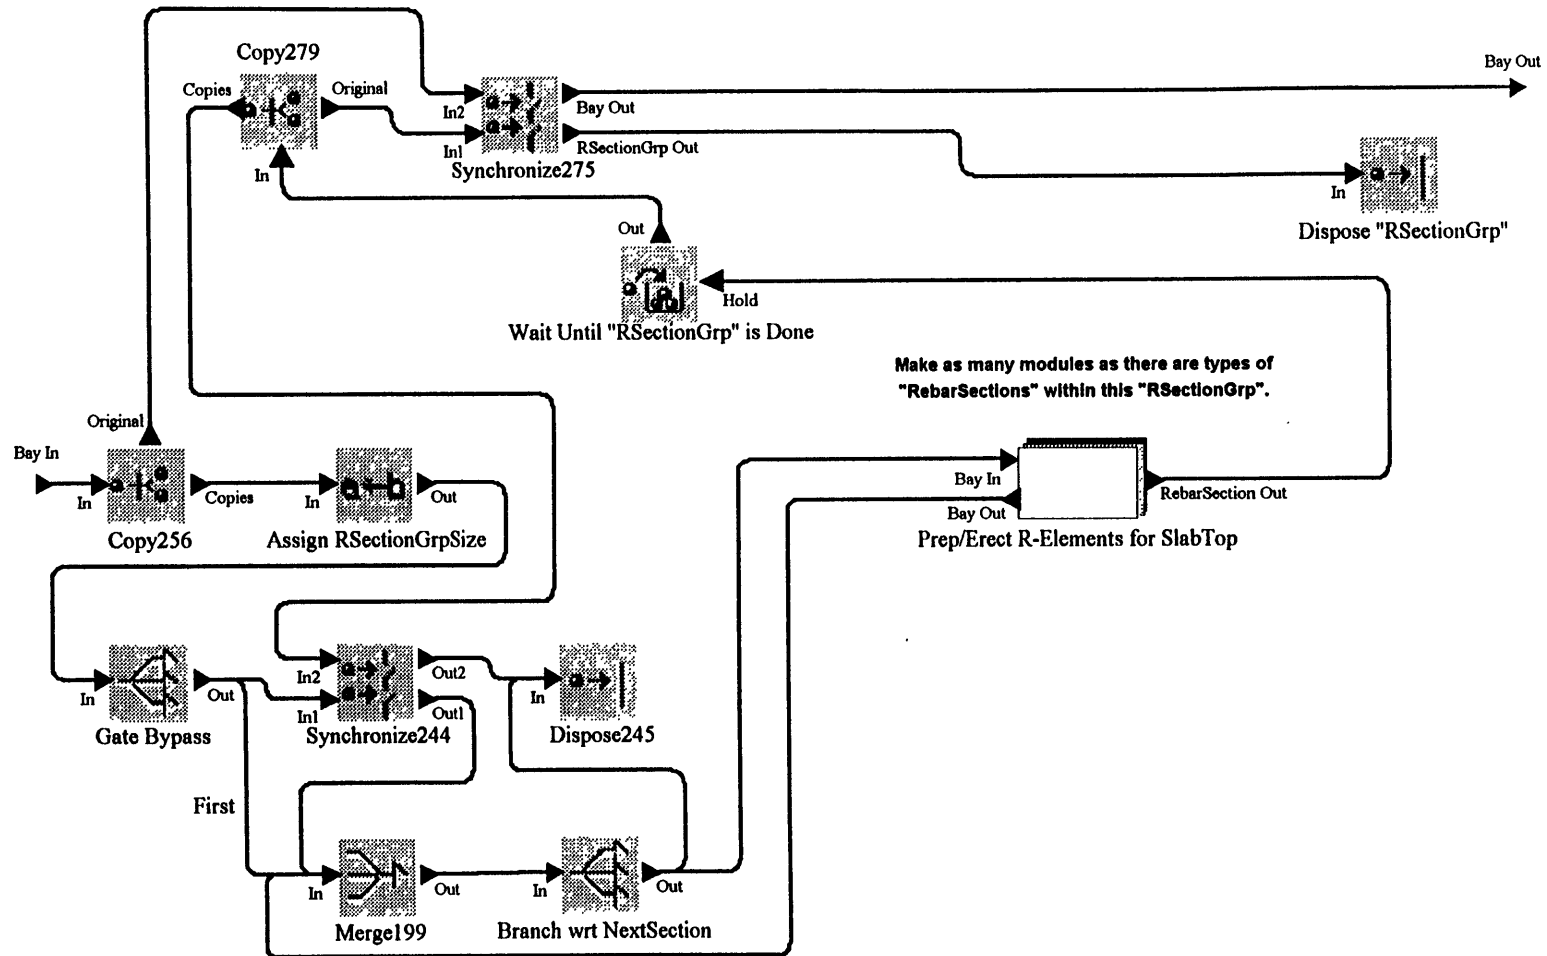 Copy279
Bay Out
Copies
Original
In2
Bay Out
In1
RSectionGrp Out
Synchronize275
In
In
Out
Dispose "RSectionGrp"
Hold
Wait Until "RSectionGrp" is Done
Make as many modules as there are types of
"RebarSections" within this "RSectionGrp".
Original
Bay In
In
Copies
In
Out
Bay In
RebarSection Out
Bay Out
Copy256
Assign RSectionGrpSize
Prep/Erect R-Elements for SlabTop
In2
Out2
In
Out
In1
Out1
In
Gate Bypass
Synchronize244
Dispose245
First
In
Out
In
Out
Merge199
Branch wrt NextSection